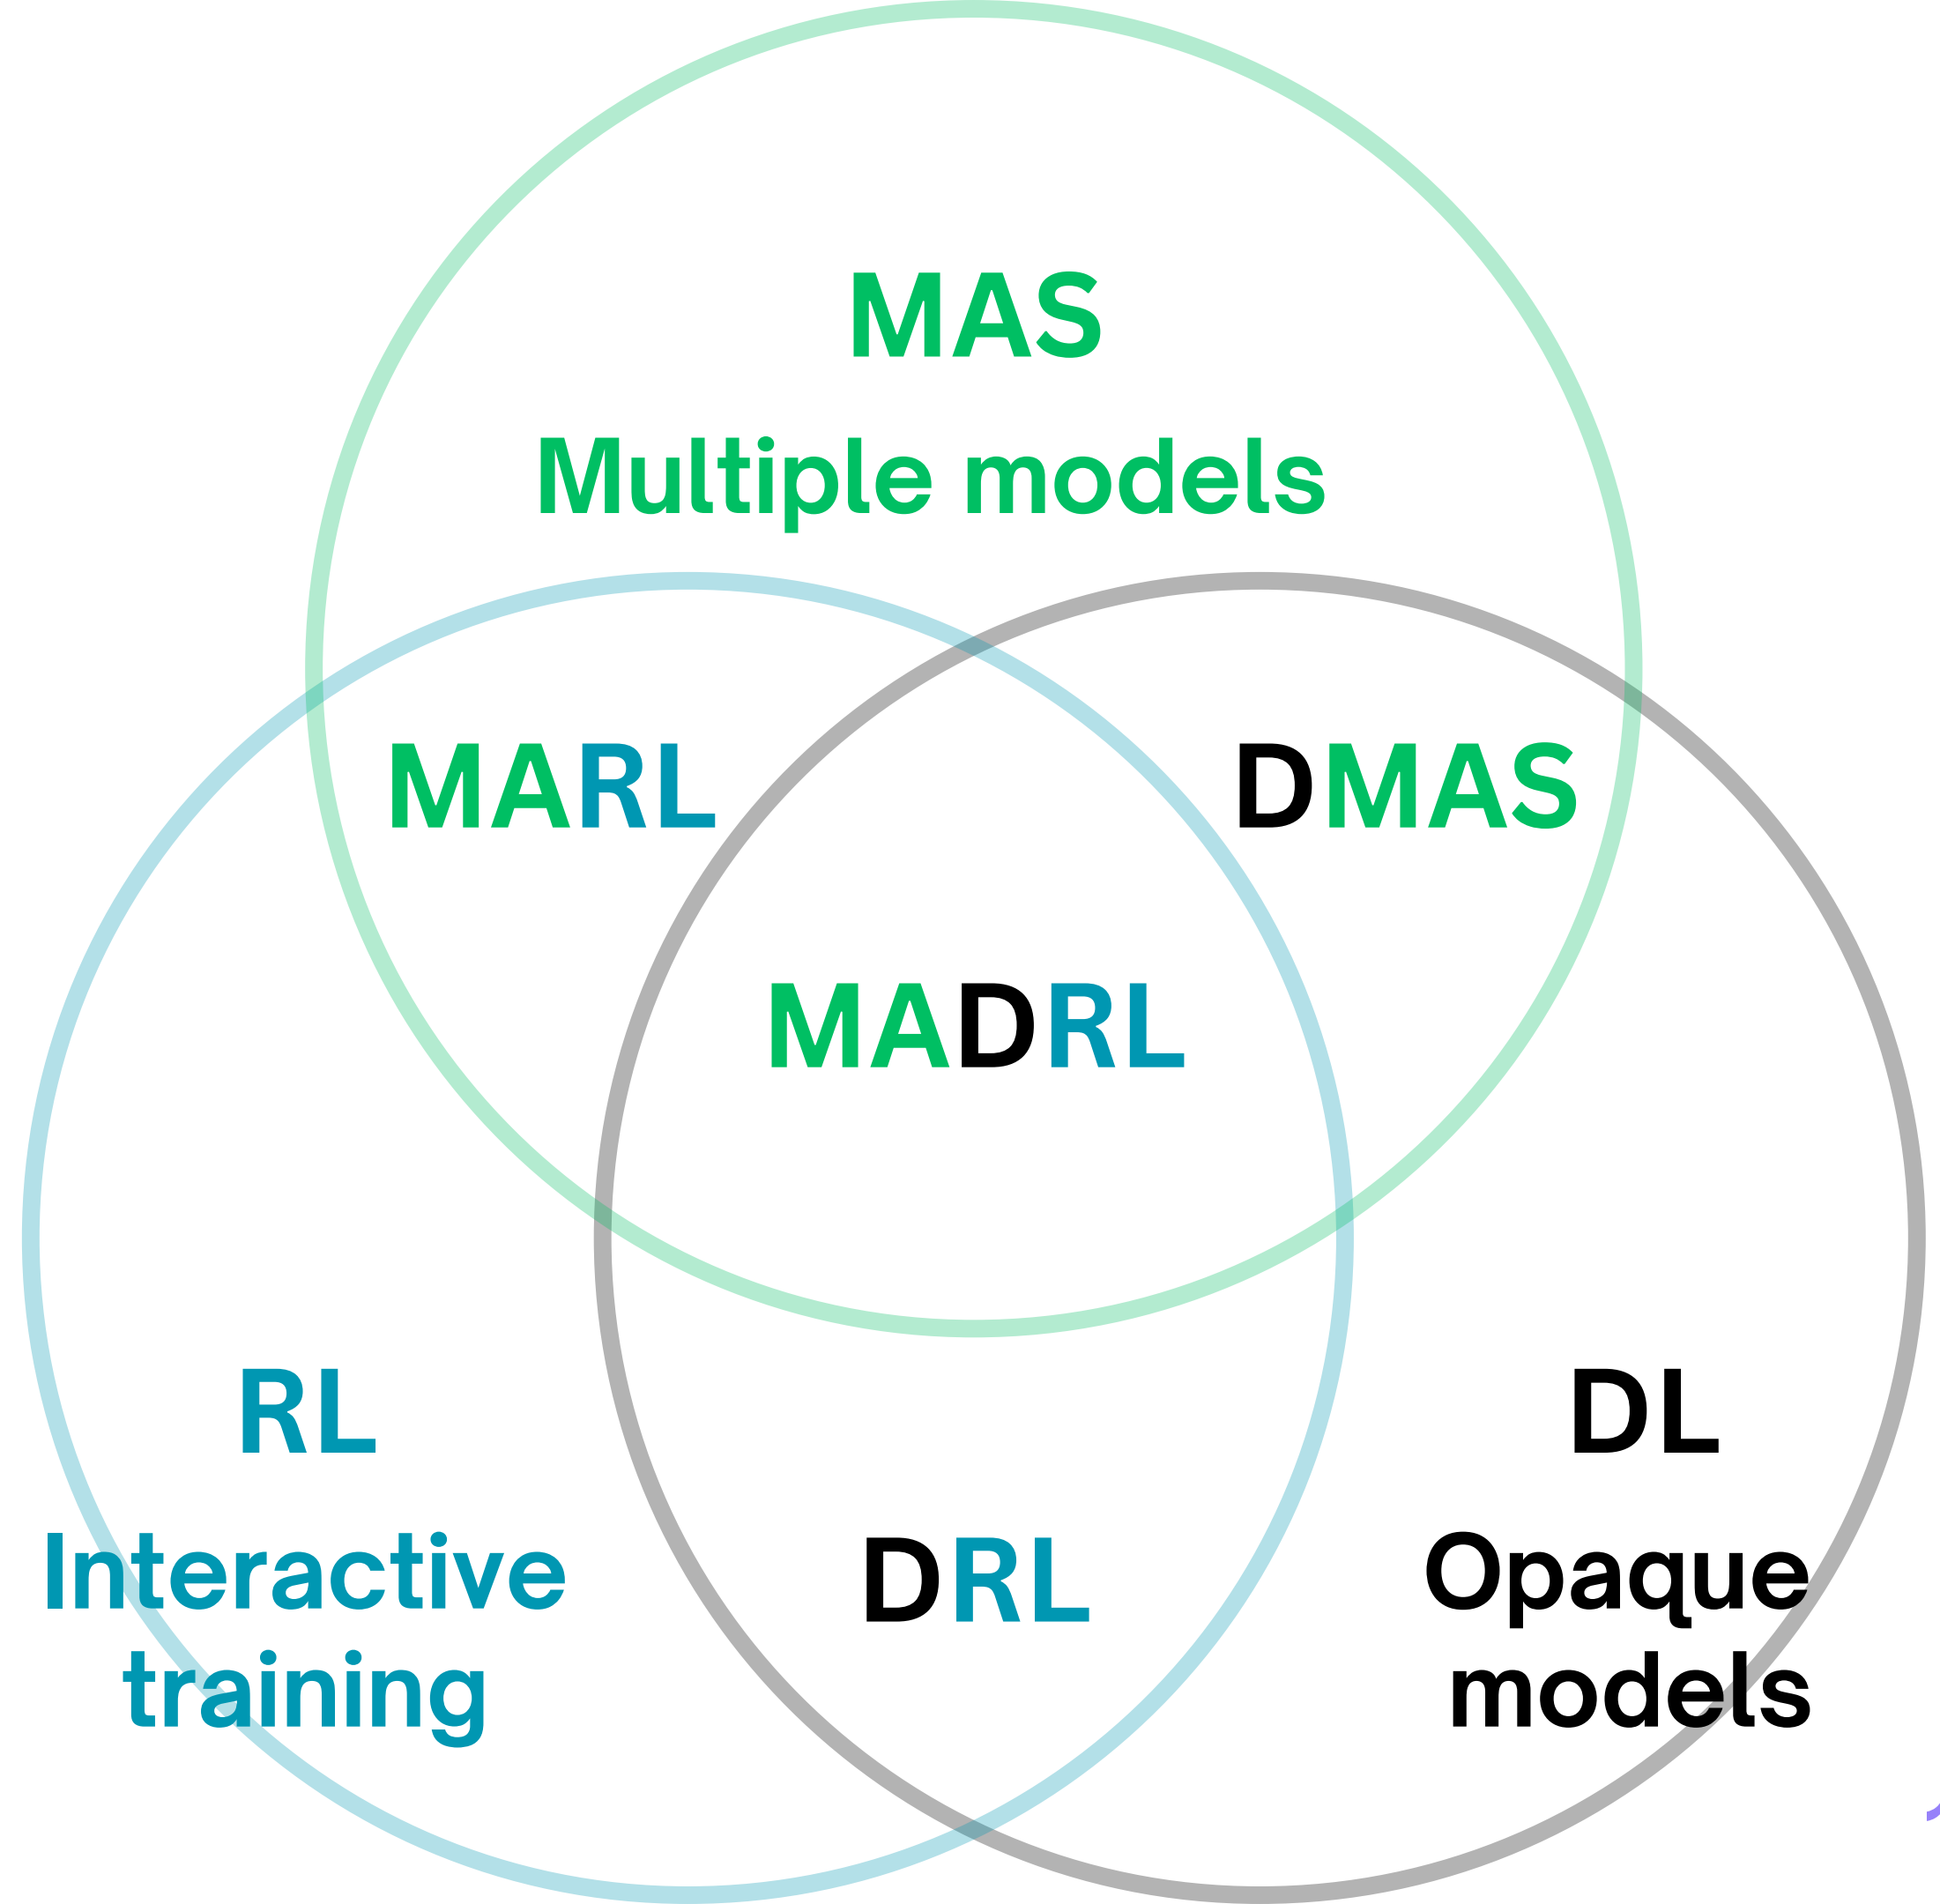 MAS
Multiple models
MARL
DMAS
MADRL
RL
Interactive
training
DRL
DL
Opaque
models